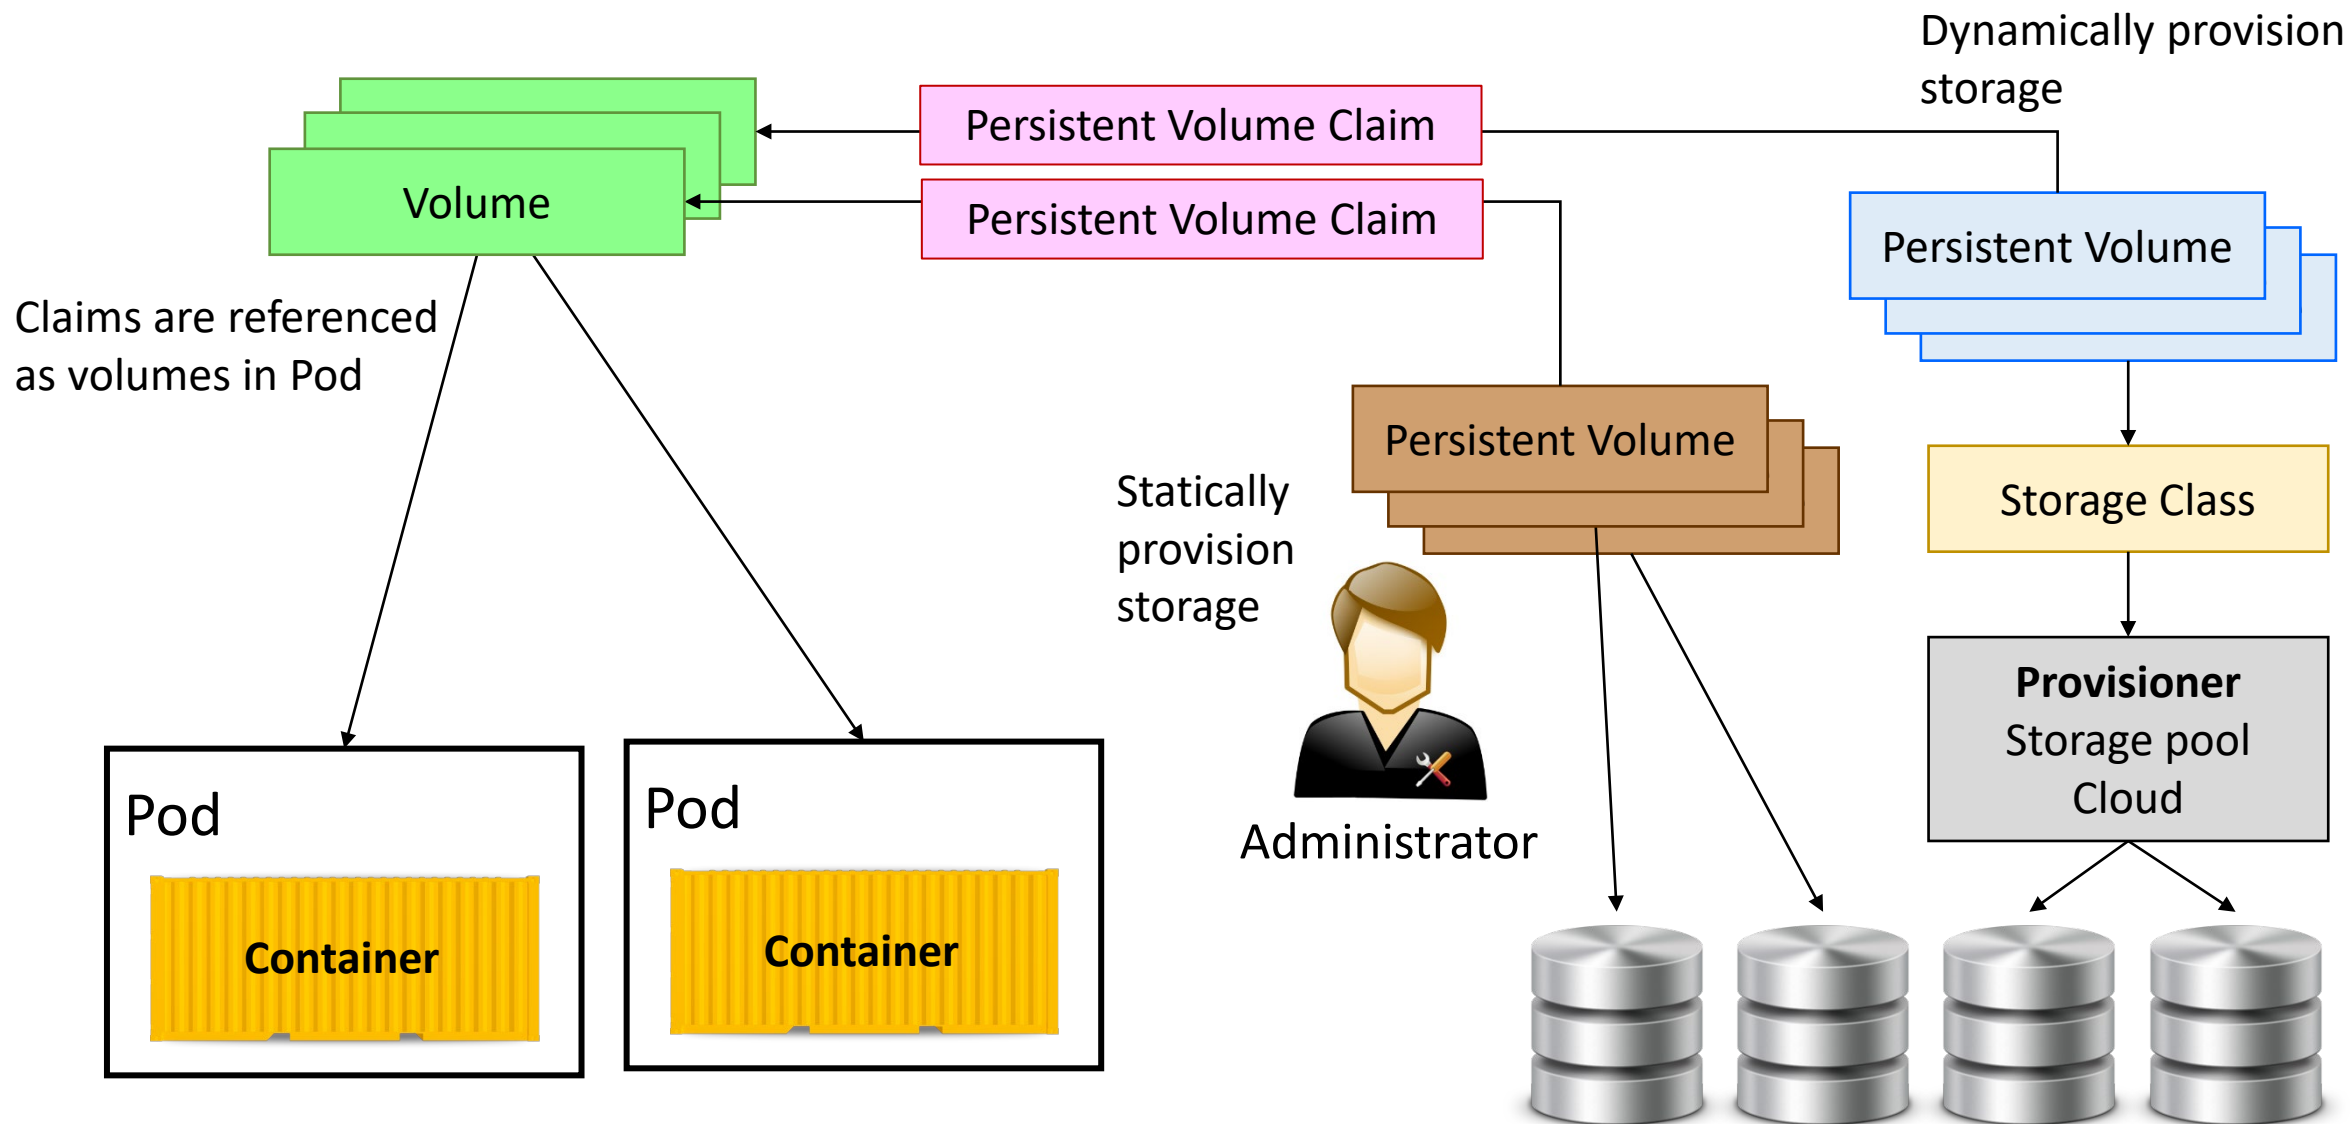 Dynamically provision
storage
Persistent Volume Claim
Volume
Persistent Volume Claim
Persistent Volume
Claims are referenced
as volumes in Pod
Persistent Volume
Statically
provision
storage
Storage Class
Provisioner
Storage pool
Cloud
Administrator
Pod
Container
Pod
Container